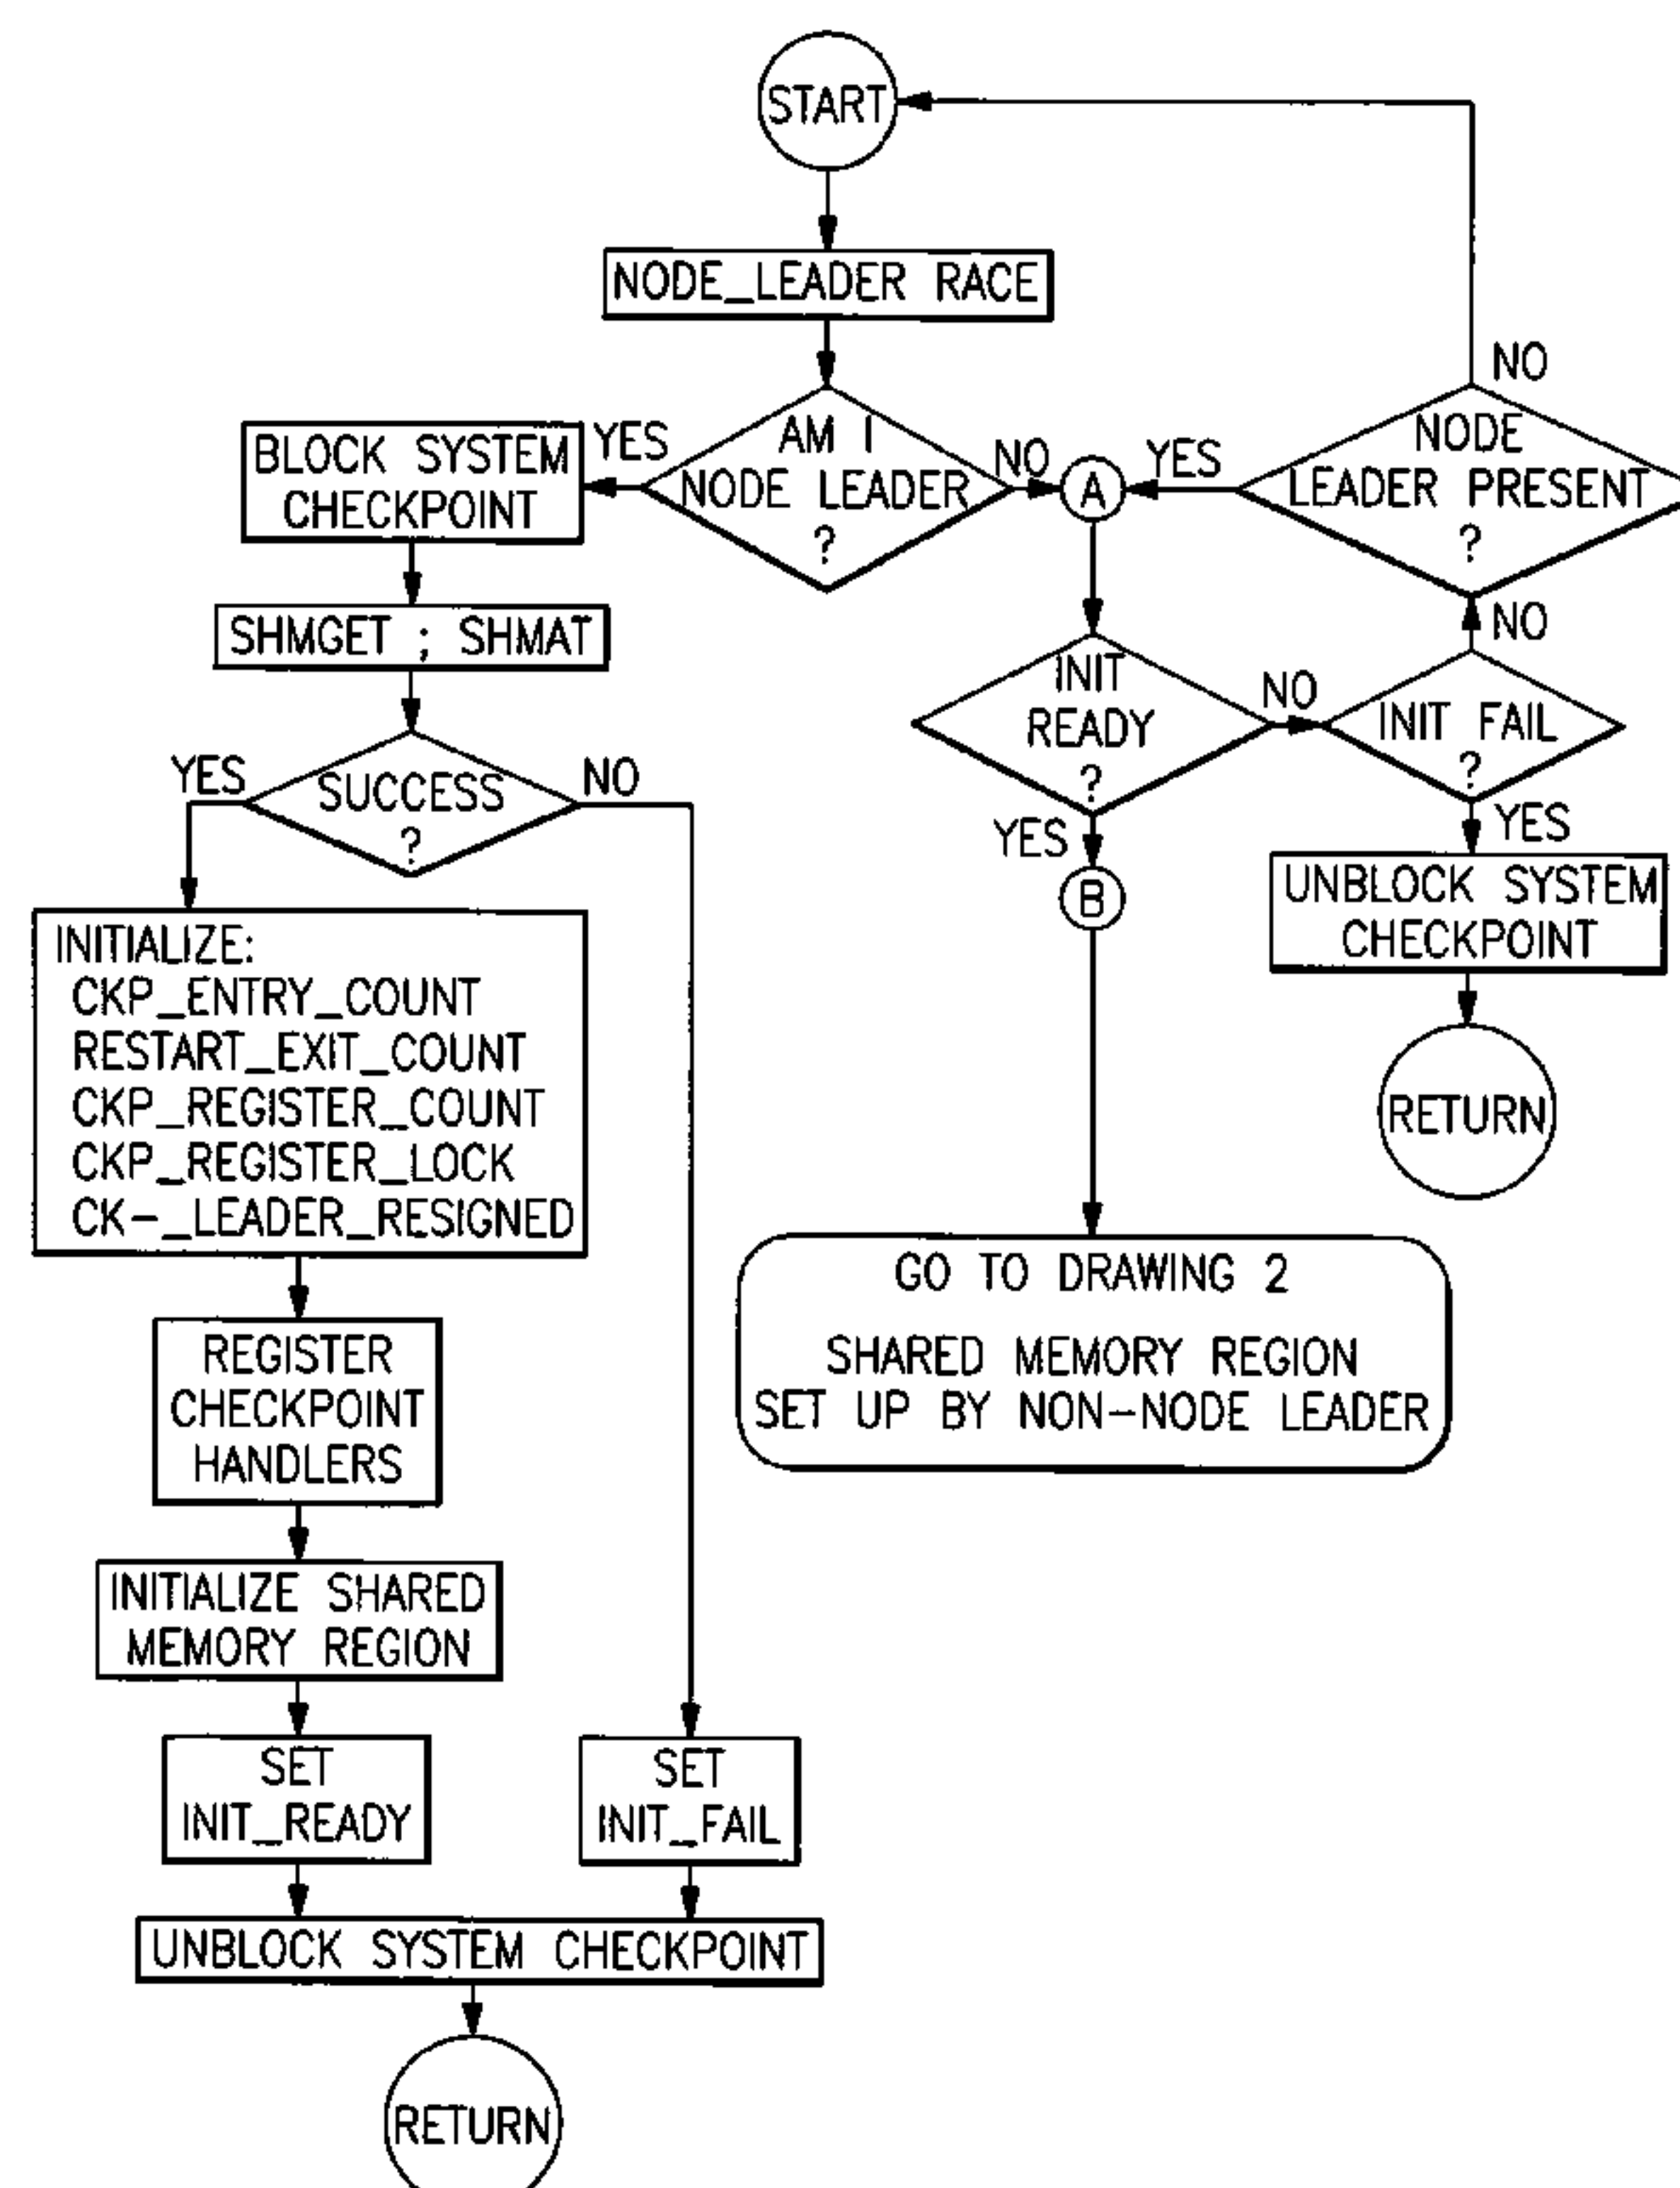 START
NODE_LEADER RACE
AM I
NODE LEADER
?
YES
NO
BLOCK SYSTEM
CHECKPOINT
SHMGET ; SHMAT
SUCCESS
?
YES
NO
INITIALIZE:
CKP_ENTRY_COUNT
RESTART_EXIT_COUNT
CKP_REGISTER_COUNT
CKP_REGISTER_LOCK
CK-_LEADER_RESIGNED
REGISTER
CHECKPOINT
HANDLERS
INITIALIZE SHARED
MEMORY REGION
SET
INIT_READY
SET
INIT_FAIL
UNBLOCK SYSTEM CHECKPOINT
RETURN
A
YES
NO
NODE
LEADER PRESENT
?
INIT
READY
?
NO
YES
INIT FAIL
?
NO
YES
UNBLOCK SYSTEM
CHECKPOINT
RETURN
B
GO TO DRAWING 2
SHARED MEMORY REGION
SET UP BY NON-NODE LEADER